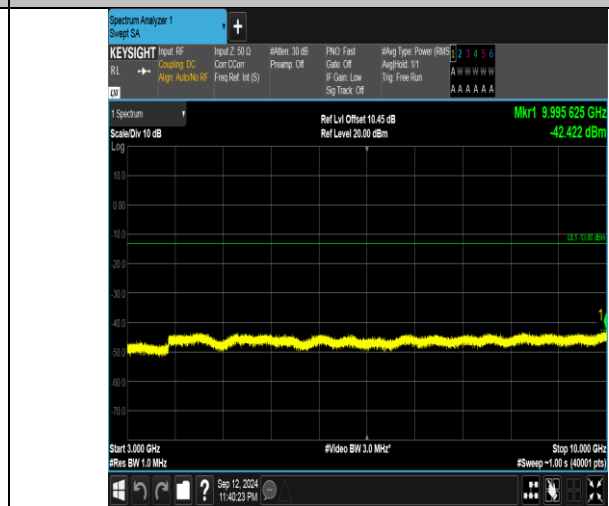 Spectrum Analyzer 1
Swept SA
+
KEYSIGHT Input: RF Input Z: 50 Ω #Atten: 30 dB PNO: Fast #Avg Type: Power (RMS 1 2 3 4 5 6
RL Coupling: DC Corr CCorr Preamp: Off Gate: Off Avg|Hold: 1/1 A W W W W W
Align: Auto/No RF Freq Ref: Int (S) IF Gain: Low Trig: Free Run
LXI Sig Track: Off A A A A A A
1 Spectrum Ref Lvl Offset 10.45 dB Mkr1 9.995 625 GHz
Scale/Div 10 dB Ref Level 20.00 dBm -42.422 dBm
Log
10.0
0.00
-10.0
DL1 -13.00 dBm
-20.0
-30.0
1
-40.0
-50.0
-60.0
-70.0
Start 3.000 GHz #Video BW 3.0 MHz* Stop 10.000 GHz
#Res BW 1.0 MHz #Sweep ~1.00 s (40001 pts)
? Sep 12, 2024
11:40:23 PM